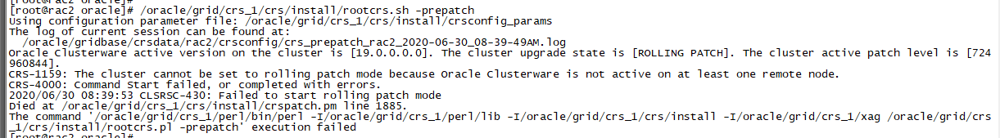 [root@rac2 oracle]#
[root@rac2 oracle]# /oracle/grid/crs_1/crs/install/rootcrs.sh -prepatch
Using configuration parameter file: /oracle/grid/crs_1/crs/install/crsconfig_params
The log of current session can be found at:
  /oracle/gridbase/crsdata/rac2/crsconfig/crs_prepatch_rac2_2020-06-30_08-39-49AM.log
Oracle Clusterware active version on the cluster is [19.0.0.0.0]. The cluster upgrade state is [ROLLING PATCH]. The cluster active patch level is [724
960844].
CRS-1159: The cluster cannot be set to rolling patch mode because Oracle Clusterware is not active on at least one remote node.
CRS-4000: Command Start failed, or completed with errors.
2020/06/30 08:39:53 CLSRSC-430: Failed to start rolling patch mode
Died at /oracle/grid/crs_1/crs/install/crspatch.pm line 1885.
The command '/oracle/grid/crs_1/perl/bin/perl -I/oracle/grid/crs_1/perl/lib -I/oracle/grid/crs_1/crs/install -I/oracle/grid/crs_1/xag /oracle/grid/crs
_1/crs/install/rootcrs.pl -prepatch' execution failed
[root@rac2 oracle]#